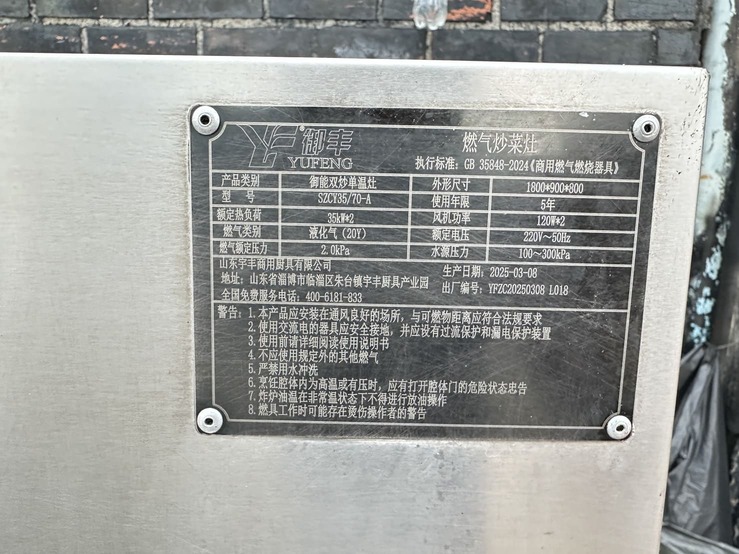 YF®御丰
YUFENG
燃气炒菜灶
执行标准：GB 35848-2024《商用燃气燃烧器具》
产品类别 御能双炒单温灶 外形尺寸 1800*900*800
型 号 SZCY35/70-A 使用年限 5年
额定热负荷 35kW*2 风机功率 120W*2
燃气类别 液化气（20Y） 额定电压 220V～50Hz
燃气额定压力 2.0kPa 水源压力 100～300kPa
山东宇丰商用厨具有限公司 生产日期：2025-03-08
地址：山东省淄博市临淄区朱台镇宇丰厨具产业园 出厂编号：YFZC20250308 L018
全国免费服务电话：400-6181-833
警告：1. 本产品应安装在通风良好的场所，与可燃物距离应符合法规要求
2. 使用交流电的器具应安全接地，并应设有过流保护和漏电保护装置
3. 使用前请详细阅读使用说明书
4. 不应使用规定外的其他燃气
5. 严禁用水冲洗
6. 烹饪腔体内为高温或有压时，应有打开腔体门的危险状态忠告
7. 炸炉油温在非常温状态下不得进行放油操作
8. 燃具工作时可能存在烫伤操作者的警告